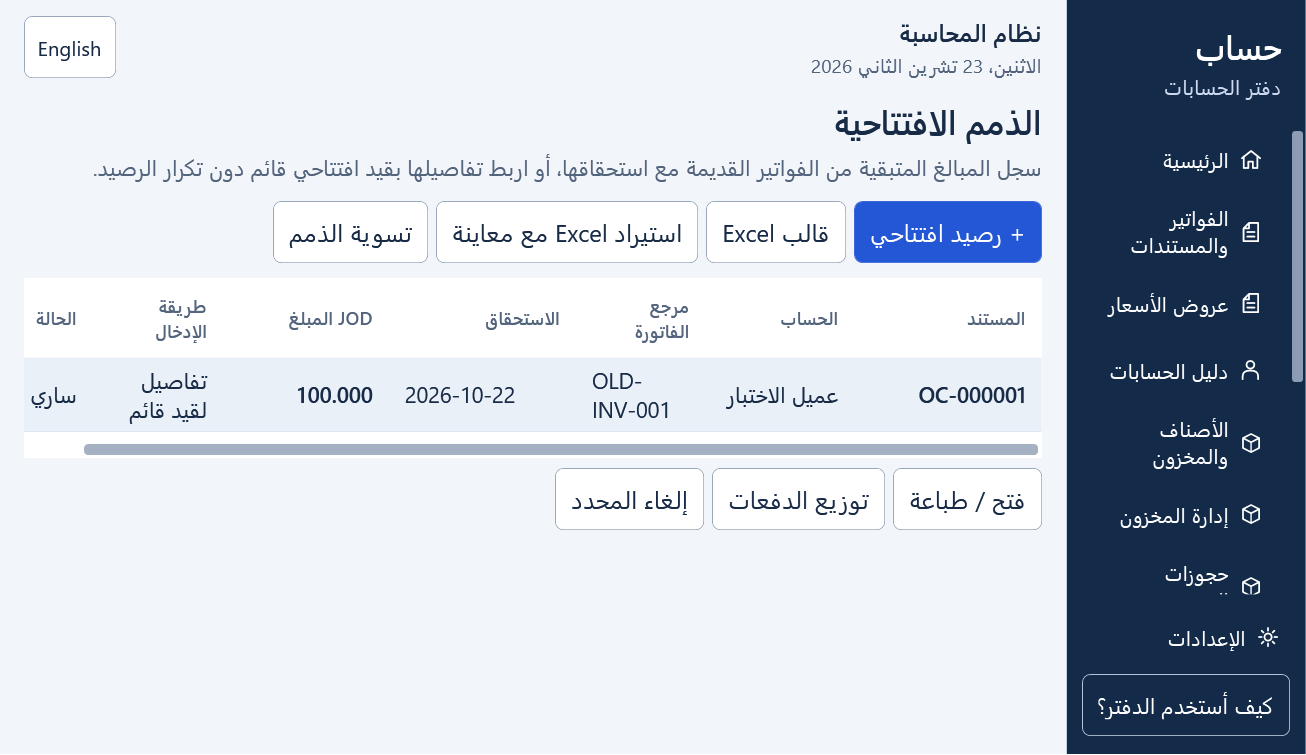 حساب
دفتر الحسابات
الرئيسية
الفواتير
والمستندات
عروض الأسعار
دليل الحسابات
الأصناف
والمخزون
إدارة المخزون
حجوزات
الإعدادات
كيف أستخدم الدفتر؟
نظام المحاسبة
الاثنين، 23 تشرين الثاني 2026
English
الذمم الافتتاحية
سجل المبالغ المتبقية من الفواتير القديمة مع استحقاقها، أو اربط تفاصيلها بقيد افتتاحي قائم دون تكرار الرصيد.
+ رصيد افتتاحي
قالب Excel
استيراد Excel مع معاينة
تسوية الذمم
المستند
الحساب
مرجع
الفاتورة
الاستحقاق
المبلغ JOD
طريقة
الإدخال
الحالة
OC-000001
عميل الاختبار
OLD-
INV-001
2026-10-22
100.000
تفاصيل
لقيد قائم
ساري
فتح / طباعة
توزيع الدفعات
إلغاء المحدد